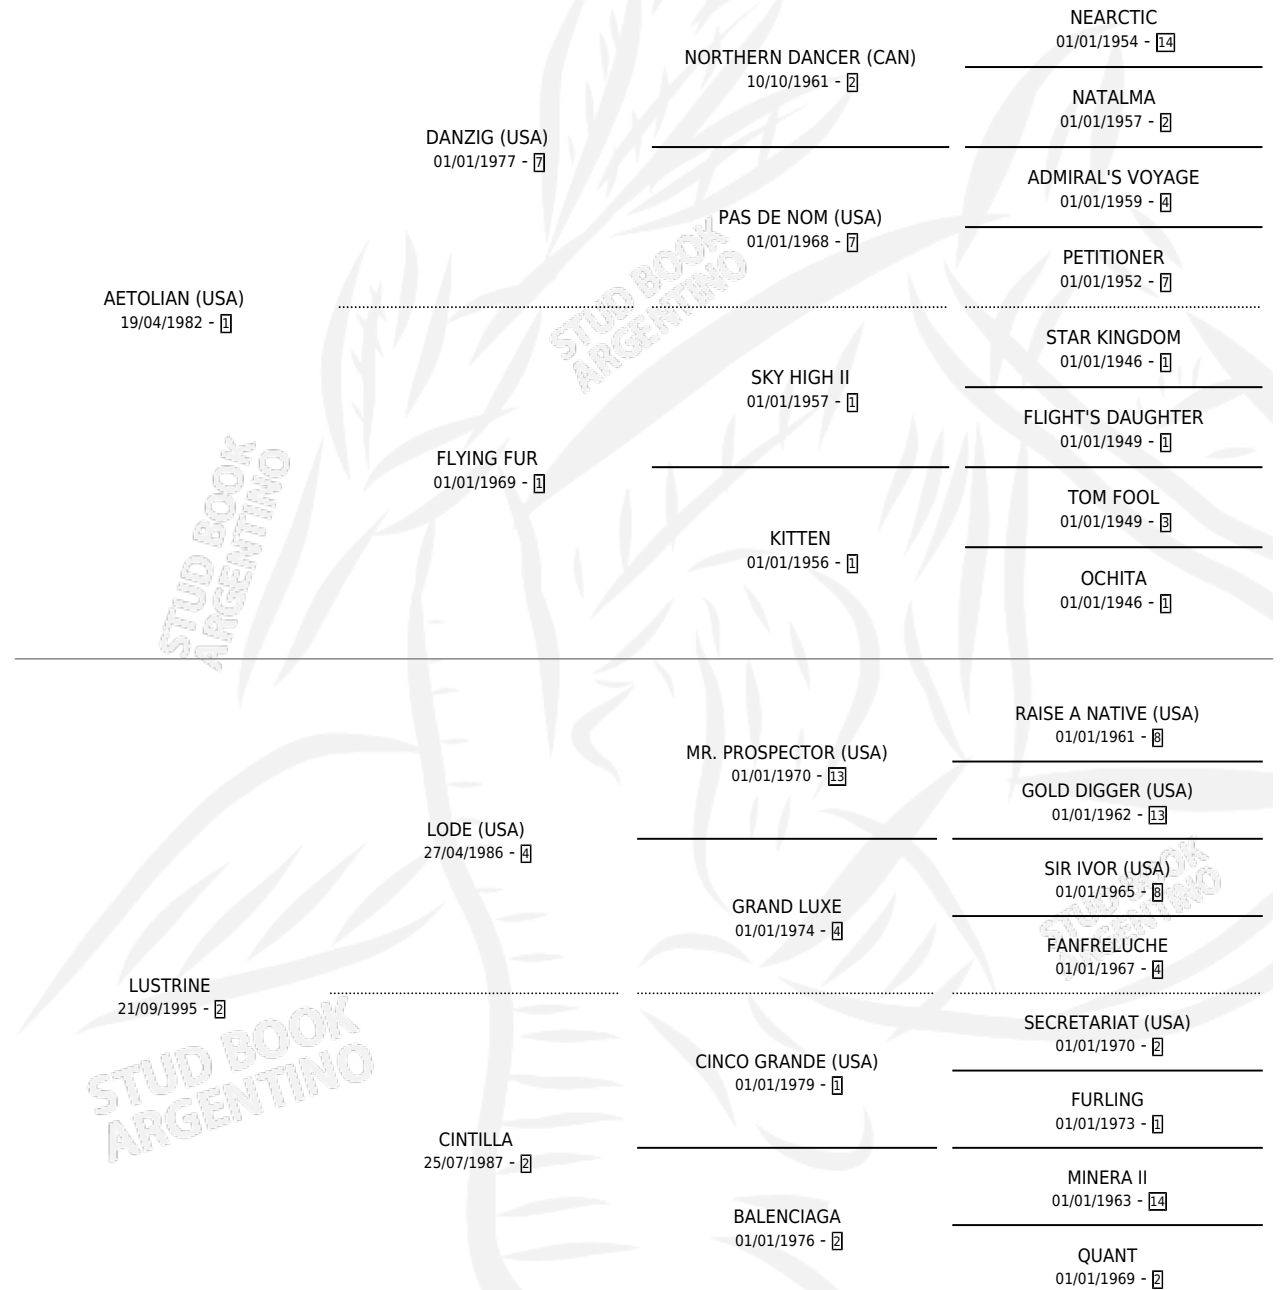 NEARCTIC
01/01/1954 - 14
NORTHERN DANCER (CAN)
10/10/1961 - 2
NATALMA
01/01/1957 - 2
DANZIG (USA)
01/01/1977 - 7
ADMIRAL'S VOYAGE
01/01/1959 - 4
PAS DE NOM (USA)
01/01/1968 - 7
PETITIONER
01/01/1952 - 7
AETOLIAN (USA)
19/04/1982 - 1
STAR KINGDOM
01/01/1946 - 1
SKY HIGH II
01/01/1957 - 1
FLIGHT'S DAUGHTER
01/01/1949 - 1
FLYING FUR
01/01/1969 - 1
TOM FOOL
01/01/1949 - 3
KITTEN
01/01/1956 - 1
OCHITA
01/01/1946 - 1
RAISE A NATIVE (USA)
01/01/1961 - 8
MR. PROSPECTOR (USA)
01/01/1970 - 13
GOLD DIGGER (USA)
01/01/1962 - 13
LODE (USA)
27/04/1986 - 4
SIR IVOR (USA)
01/01/1965 - 8
GRAND LUXE
01/01/1974 - 4
FANFRELUCHE
01/01/1967 - 4
LUSTRINE
21/09/1995 - 2
SECRETARIAT (USA)
01/01/1970 - 2
CINCO GRANDE (USA)
01/01/1979 - 1
FURLING
01/01/1973 - 1
CINTILLA
25/07/1987 - 2
MINERA II
01/01/1963 - 14
BALENCIAGA
01/01/1976 - 2
QUANT
01/01/1969 - 2
STUD BOOK
ARGENTINO
STUD BOOK
ARGENTINO
STUD BOOK
ARGENTINO
STUD BOOK
ARGENTINO